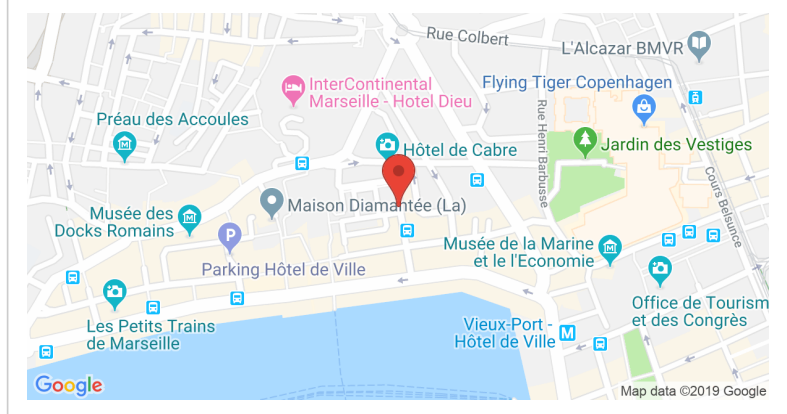 Rue Colbert
L'Alcazar BMVR
InterContinental
Marseille - Hotel Dieu
Flying Tiger Copenhagen
Préau des Accoules
Rue Henri Barbusse
Hôtel de Cabre
Jardin des Vestiges
Cours Belsunce
Maison Diamantée (La)
Musée des
Docks Romains
P
Parking Hôtel de Ville
Musée de la Marine
et le l'Economie
Office de Tourism
et des Congrès
Les Petits Trains
de Marseille
Vieux-Port -
Hôtel de Ville
M
Google
Map data ©2019 Google